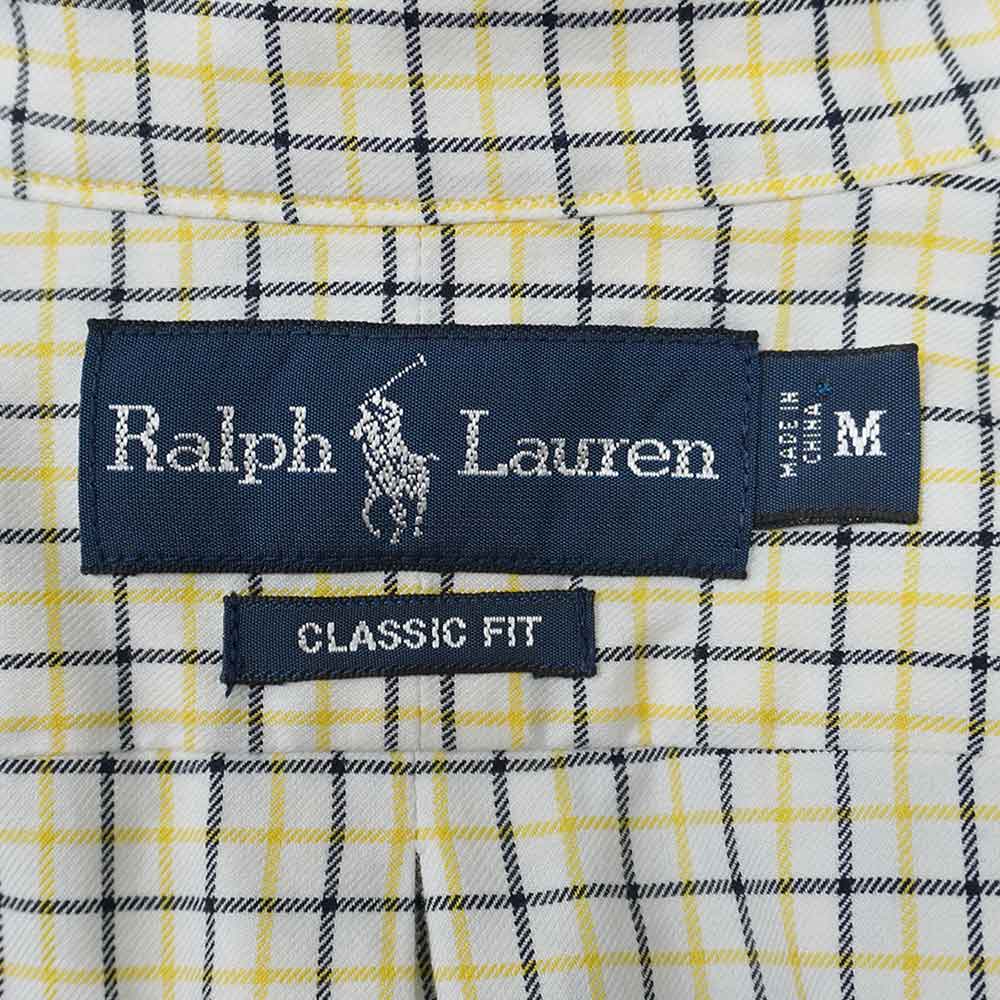 Ralph Lauren
MADE IN
CHINA
M
CLASSIC FIT